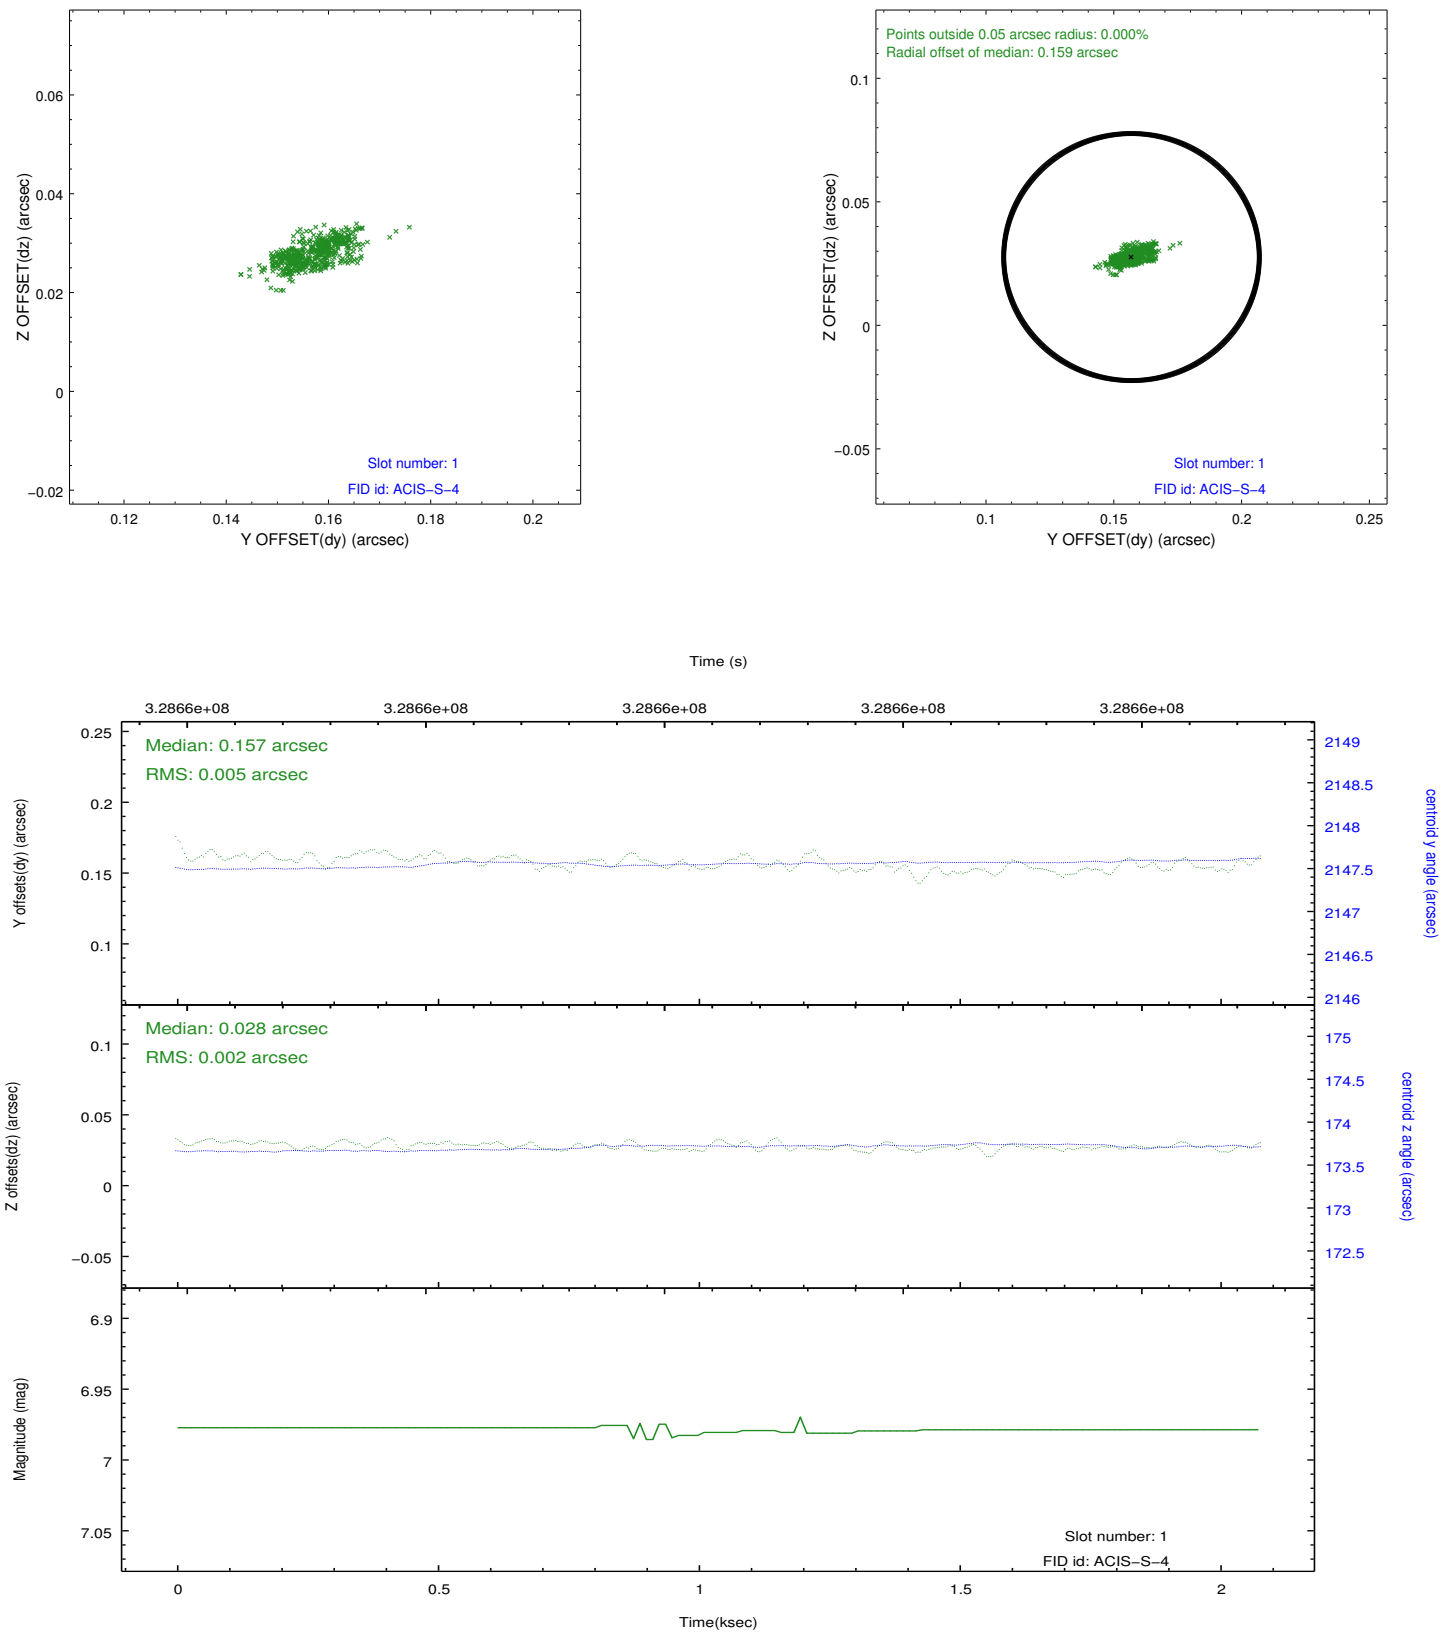 0.06
0.04
0.02
0
−0.02
Z OFFSET(dz) (arcsec)
Slot number: 1
FID id: ACIS−S−4
0.12 0.14 0.16 0.18 0.2
Y OFFSET(dy) (arcsec)
Points outside 0.05 arcsec radius: 0.000%
Radial offset of median: 0.159 arcsec
0.1
0.05
0
−0.05
Z OFFSET(dz) (arcsec)
Slot number: 1
FID id: ACIS−S−4
0.1 0.15 0.2 0.25
Y OFFSET(dy) (arcsec)
Time (s)
3.2866e+08 3.2866e+08 3.2866e+08 3.2866e+08 3.2866e+08
Median: 0.157 arcsec
RMS: 0.005 arcsec
0.25
0.2
0.15
0.1
Y offsets(dy) (arcsec)
2149
2148.5
2148
2147.5
2147
2146.5
2146
centroid y angle (arcsec)
Median: 0.028 arcsec
RMS: 0.002 arcsec
0.1
0.05
0
−0.05
Z offsets(dz) (arcsec)
175
174.5
174
173.5
173
172.5
centroid z angle (arcsec)
6.9
6.95
7
7.05
Magnitude (mag)
Slot number: 1
FID id: ACIS−S−4
0 0.5 1 1.5 2
Time(ksec)